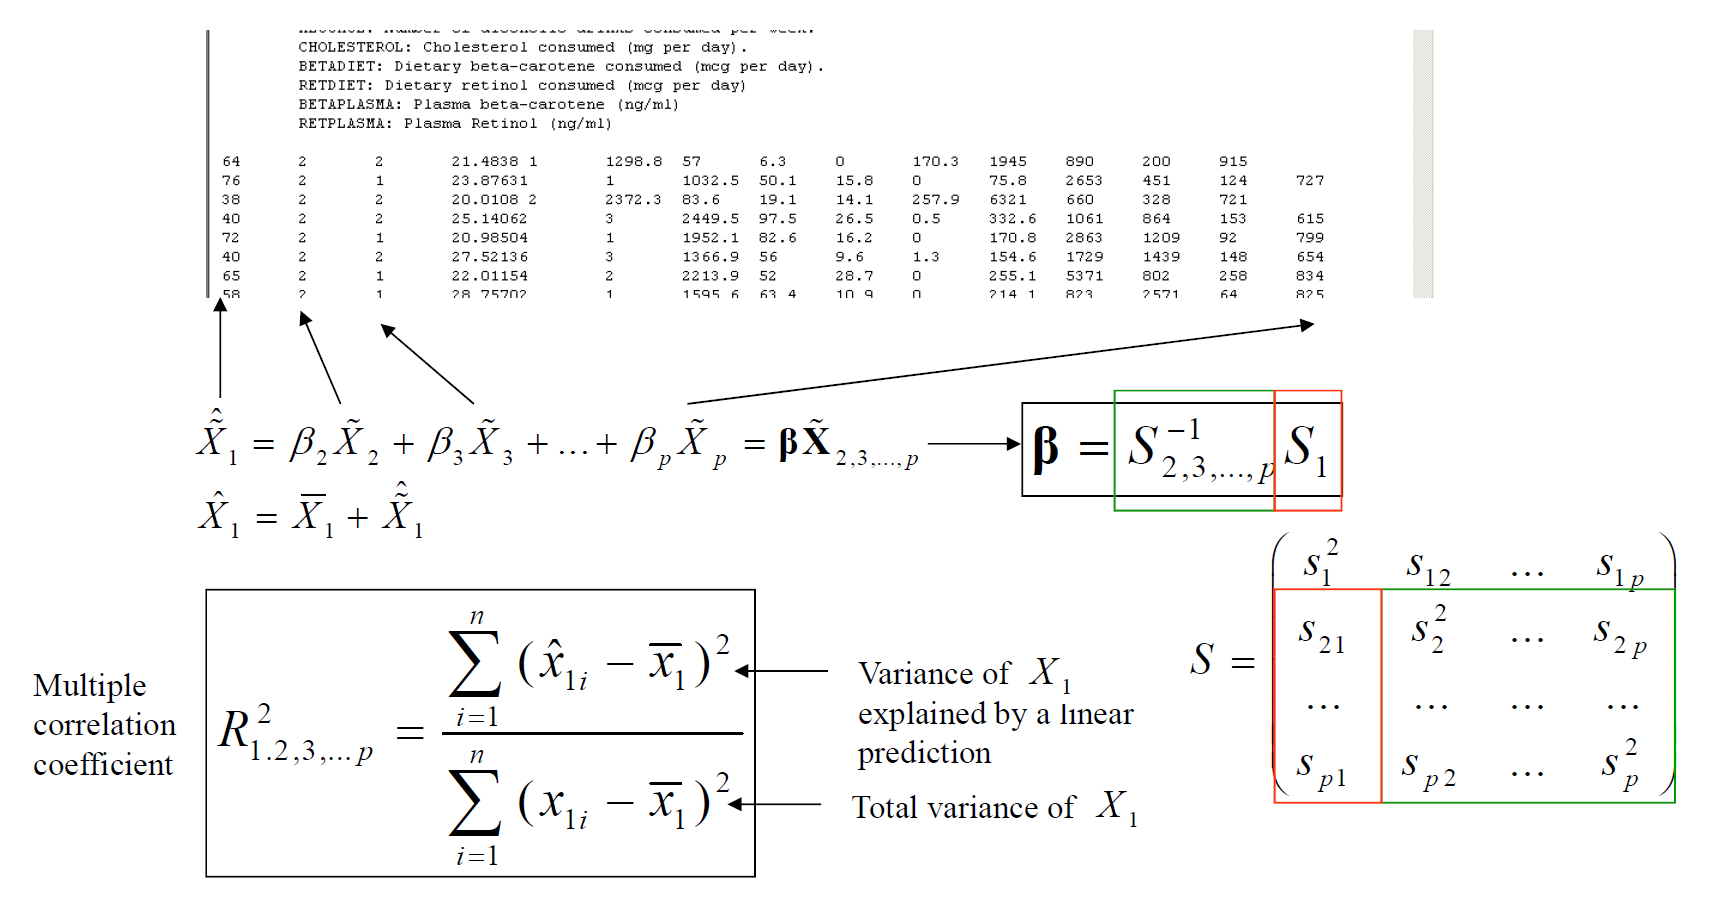 ALCOHOL: Number of alcoholic drinks consumed per week.
CHOLESTEROL: Cholesterol consumed (mg per day).
BETADIET: Dietary beta-carotene consumed (mcg per day).
RETDIET: Dietary retinol consumed (mcg per day)
BETAPLASMA: Plasma beta-carotene (ng/ml)
RETPLASMA: Plasma Retinol (ng/ml)
64 2 2 21.4838 1 1298.8 57 6.3 0 170.3 1945 890 200 915
76 2 1 23.87631 1 1032.5 50.1 15.8 0 75.8 2653 451 124 727
38 2 2 20.0108 2 2372.3 83.6 19.1 14.1 257.9 6321 660 328 721
40 2 2 25.14062 3 2449.5 97.5 26.5 0.5 332.6 1061 864 153 615
72 2 1 20.98504 1 1952.1 82.6 16.2 0 170.8 2863 1209 92 799
40 2 2 27.52136 3 1366.9 56 9.6 1.3 154.6 1729 1439 148 654
65 2 1 22.01154 2 2213.9 52 28.7 0 255.1 5371 802 258 834
58 2 1 28.75702 1 1595.6 63.4 10.9 0 214.1 823 2571 64 825
$\hat{\tilde{X}}_1 = \beta_2 \tilde{X}_2 + \beta_3 \tilde{X}_3 + ... + \beta_p \tilde{X}_p = \boldsymbol{\beta} \tilde{\mathbf{X}}_{2,3,...,p}$
$\boldsymbol{\beta} = S^{-1}_{2,3,...,p} S_1$
$\hat{X}_1 = \overline{X}_1 + \hat{\tilde{X}}_1$
Multiple
correlation
coefficient
$R^2_{1.2,3,...p} = \frac{\sum_{i=1}^{n} (\hat{x}_{1i} - \overline{x}_1)^2}{\sum_{i=1}^{n} (x_{1i} - \overline{x}_1)^2}$
Variance of $X_1$
explained by a linear
prediction
Total variance of $X_1$
$S = \begin{pmatrix} s_1^2 & s_{12} & ... & s_{1p} \\ s_{21} & s_2^2 & ... & s_{2p} \\ ... & ... & ... & ... \\ s_{p1} & s_{p2} & ... & s_p^2 \end{pmatrix}$